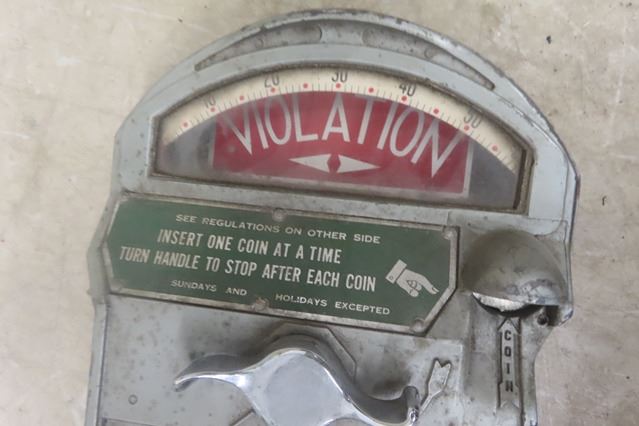 10 20 30 40 50
VIOLATION
SEE REGULATIONS ON OTHER SIDE
INSERT ONE COIN AT A TIME
TURN HANDLE TO STOP AFTER EACH COIN
SUNDAYS AND HOLIDAYS EXCEPTED
COIN